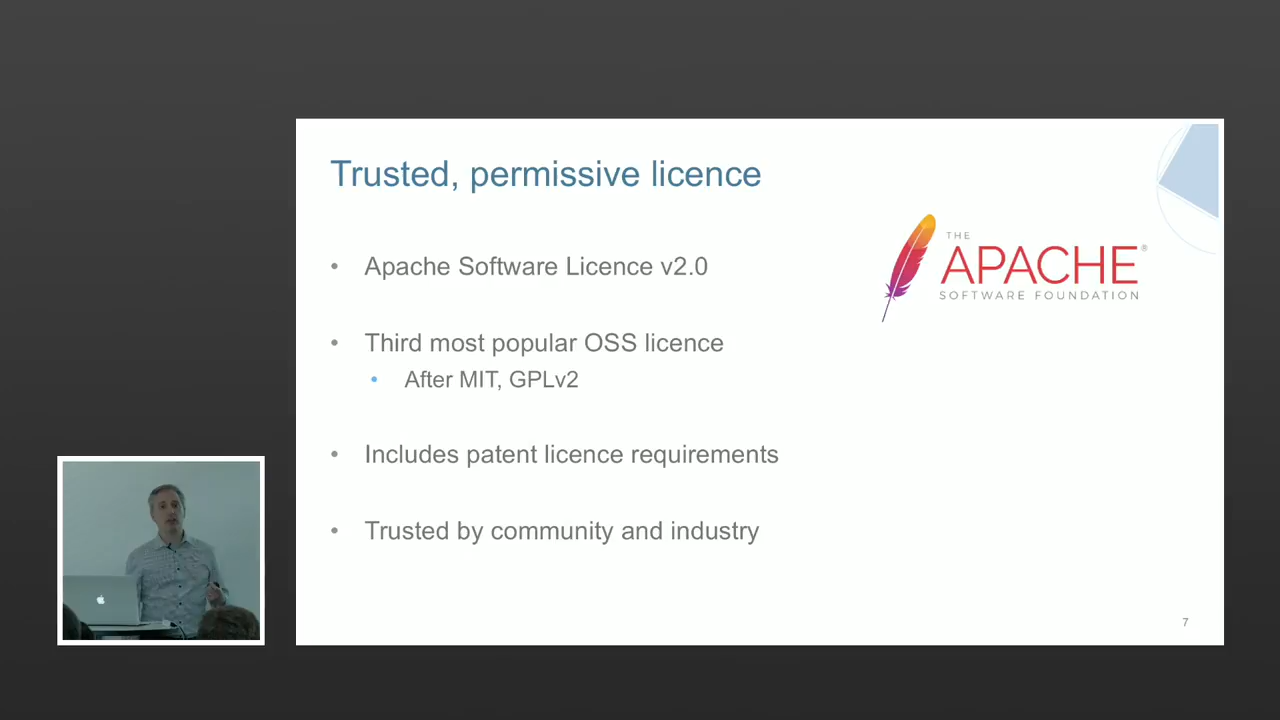 Trusted, permissive licence
THE
APACHE®
SOFTWARE FOUNDATION
• Apache Software Licence v2.0
• Third most popular OSS licence
• After MIT, GPLv2
• Includes patent licence requirements
• Trusted by community and industry
7